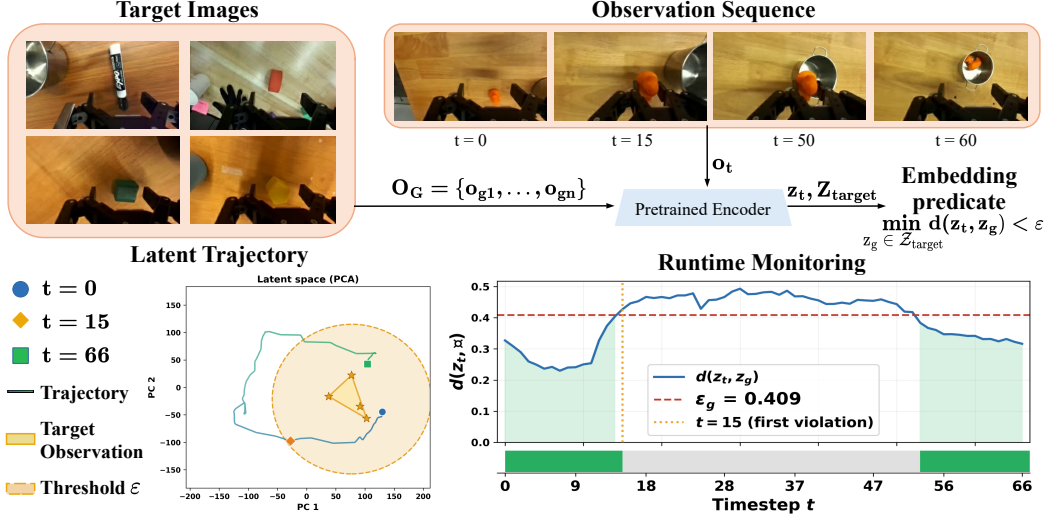 Target Images
Observation Sequence
t = 0
t = 15
t = 50
t = 60
O_G = {o_g1, . . . , o_gn}
o_t
Pretrained Encoder
z_t, Z_target
Embedding
predicate
min d(z_t, z_g) < ε
z_g ∈ Z_target
Latent Trajectory
t = 0
t = 15
t = 66
Trajectory
Target
Observation
Threshold ε
Latent space (PCA)
PC 2
150
100
50
0
−50
−100
−150
−200
−150
−100
−50
0
50
100
150
200
PC 1
Runtime Monitoring
d(z_t, ¤)
0.5
0.4
0.3
0.2
0.1
0.0
d(z_t, z_g)
ε_g = 0.409
t = 15 (first violation)
0
9
18
27
37
47
56
66
Timestep t